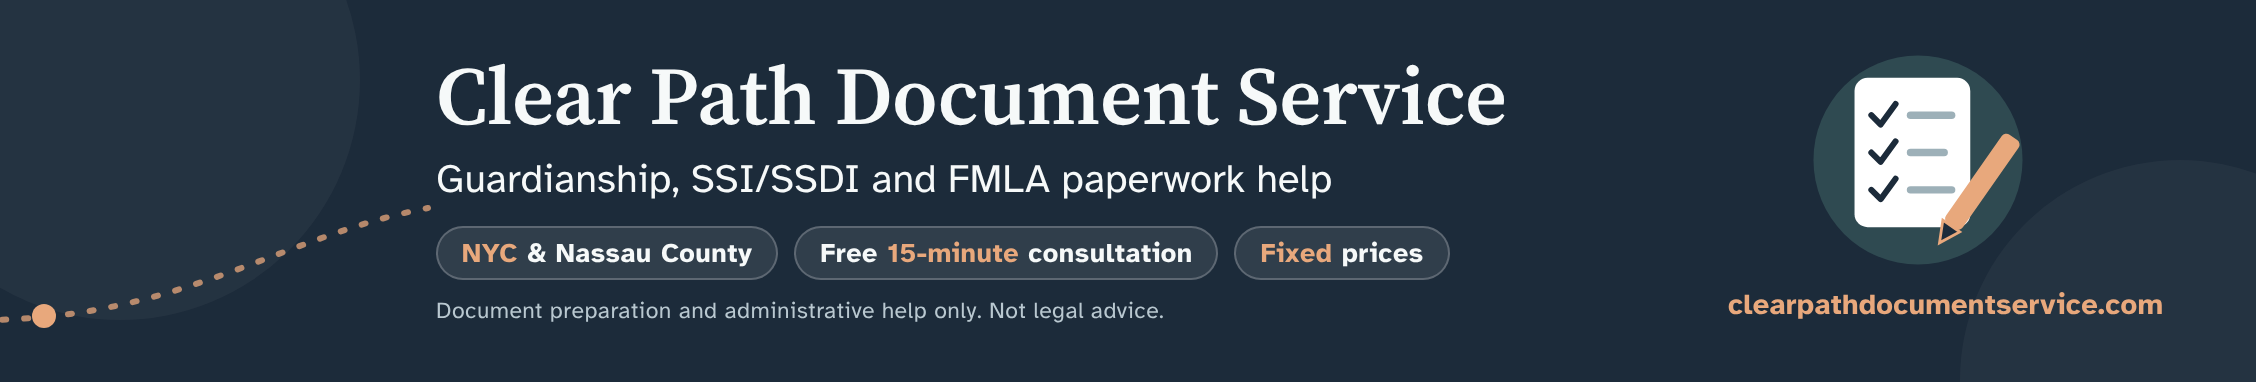 Clear Path Document Service
Guardianship, SSI/SSDI and FMLA paperwork help
NYC & Nassau County
Free 15-minute consultation
Fixed prices
Document preparation and administrative help only. Not legal advice.
clearpathdocumentservice.com